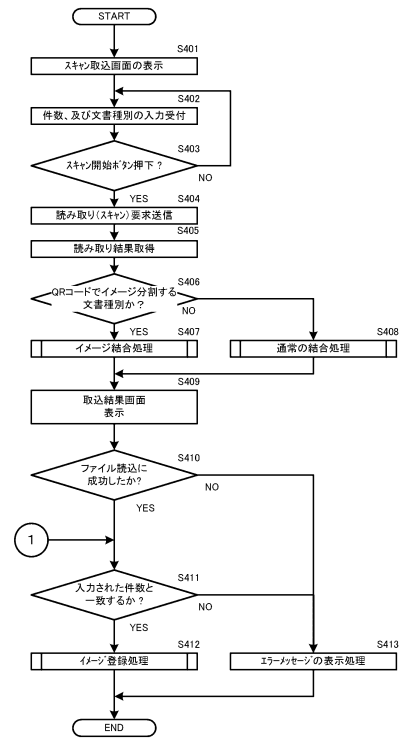 START
S401
スキャン取込画面の表示
S402
件数、及び文書種別の入力受付
S403
スキャン開始ボタン押下？
NO
YES
S404
読み取り（スキャン）要求送信
S405
読み取り結果取得
S406
QRコードでイメージ分割する
文書種別か？
NO
YES
S407
イメージ結合処理
S408
通常の結合処理
S409
取込結果画面
表示
S410
ファイル読込に
成功したか?
NO
YES
1
S411
入力された件数と
一致するか？
NO
YES
S412
イメージ登録処理
S413
エラーメッセージの表示処理
END